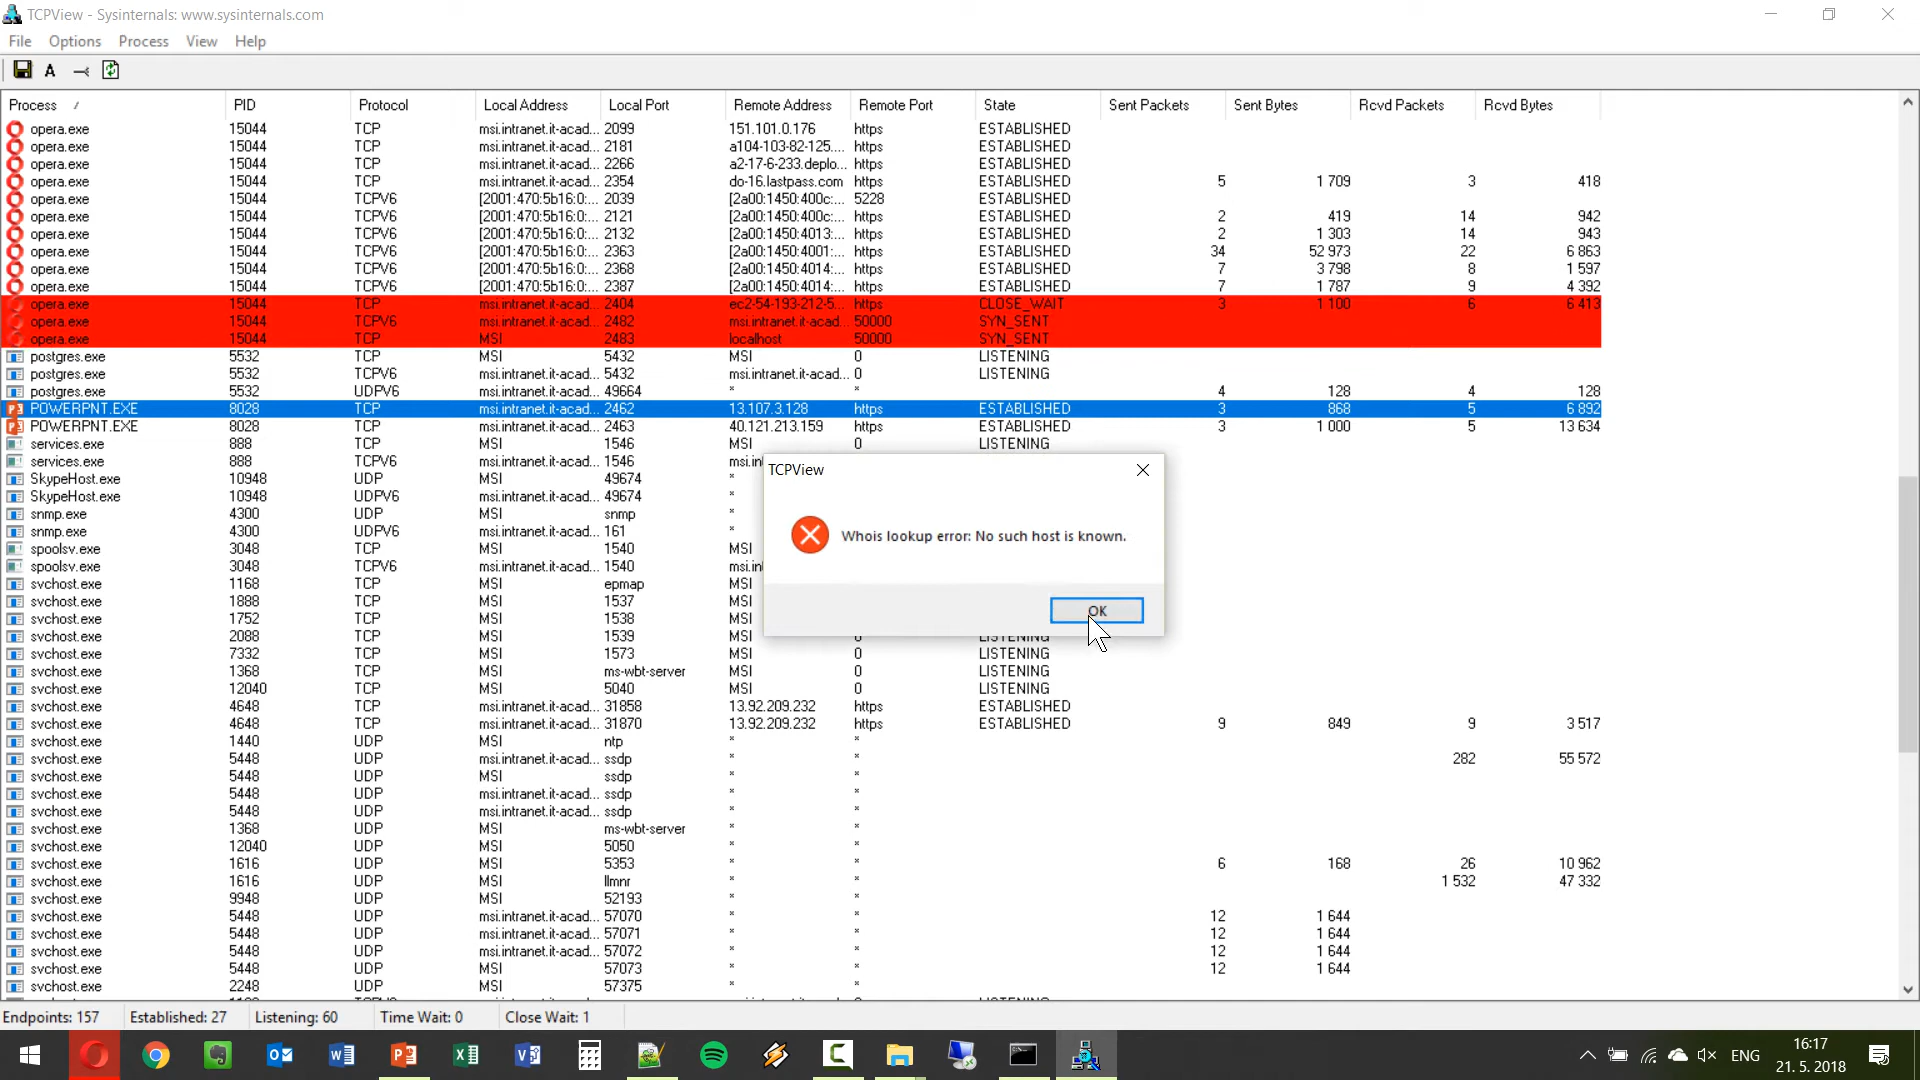 TCPView - Sysinternals: www.sysinternals.com
File Options Process View Help
A
Process / PID Protocol Local Address Local Port Remote Address Remote Port State Sent Packets Sent Bytes Rcvd Packets Rcvd Bytes
opera.exe 15044 TCP msi.intranet.it-acad... 2099 151.101.0.176 https ESTABLISHED
opera.exe 15044 TCP msi.intranet.it-acad... 2181 a104-103-82-125.... https ESTABLISHED
opera.exe 15044 TCP msi.intranet.it-acad... 2266 a2-17-6-233.deplo... https ESTABLISHED
opera.exe 15044 TCP msi.intranet.it-acad... 2354 do-16.lastpass.com https ESTABLISHED 5 1 709 3 418
opera.exe 15044 TCPV6 [2001:470:5b16:0:... 2039 [2a00:1450:400c:... 5228 ESTABLISHED
opera.exe 15044 TCPV6 [2001:470:5b16:0:... 2121 [2a00:1450:400c:... https ESTABLISHED 2 419 14 942
opera.exe 15044 TCPV6 [2001:470:5b16:0:... 2132 [2a00:1450:4013:... https ESTABLISHED 2 1 303 14 943
opera.exe 15044 TCPV6 [2001:470:5b16:0:... 2363 [2a00:1450:4001:... https ESTABLISHED 34 52 973 22 6 863
opera.exe 15044 TCPV6 [2001:470:5b16:0:... 2368 [2a00:1450:4014:... https ESTABLISHED 7 3 798 8 1 597
opera.exe 15044 TCPV6 [2001:470:5b16:0:... 2387 [2a00:1450:4014:... https ESTABLISHED 7 1 787 9 4 392
opera.exe 15044 TCP msi.intranet.it-acad... 2404 ec2-54-193-212-5... https CLOSE_WAIT 3 1 100 6 6 413
opera.exe 15044 TCPV6 msi.intranet.it-acad... 2482 msi.intranet.it-acad... 50000 SYN_SENT
opera.exe 15044 TCP MSI 2483 localhost 50000 SYN_SENT
postgres.exe 5532 TCP MSI 5432 MSI 0 LISTENING
postgres.exe 5532 TCPV6 msi.intranet.it-acad... 5432 msi.intranet.it-acad... 0 LISTENING
postgres.exe 5532 UDPV6 msi.intranet.it-acad... 49664 * * 4 128 4 128
POWERPNT.EXE 8028 TCP msi.intranet.it-acad... 2462 13.107.3.128 https ESTABLISHED 3 868 5 6 892
POWERPNT.EXE 8028 TCP msi.intranet.it-acad... 2463 40.121.213.159 https ESTABLISHED 3 1 000 5 13 634
services.exe 888 TCP MSI 1546 MSI 0 LISTENING
services.exe 888 TCPV6 msi.intranet.it-acad... 1546 msi.in
SkypeHost.exe 10948 UDP MSI 49674 *
SkypeHost.exe 10948 UDPV6 msi.intranet.it-acad... 49674 *
snmp.exe 4300 UDP MSI snmp *
snmp.exe 4300 UDPV6 msi.intranet.it-acad... 161 *
spoolsv.exe 3048 TCP MSI 1540 MSI
spoolsv.exe 3048 TCPV6 msi.intranet.it-acad... 1540 msi.in
svchost.exe 1168 TCP MSI epmap MSI
svchost.exe 1888 TCP MSI 1537 MSI
svchost.exe 1752 TCP MSI 1538 MSI
svchost.exe 2088 TCP MSI 1539 MSI 0 LISTENING
svchost.exe 7332 TCP MSI 1573 MSI 0 LISTENING
svchost.exe 1368 TCP MSI ms-wbt-server MSI 0 LISTENING
svchost.exe 12040 TCP MSI 5040 MSI 0 LISTENING
svchost.exe 4648 TCP msi.intranet.it-acad... 31858 13.92.209.232 https ESTABLISHED
svchost.exe 4648 TCP msi.intranet.it-acad... 31870 13.92.209.232 https ESTABLISHED 9 849 9 3 517
svchost.exe 1440 UDP MSI ntp * *
svchost.exe 5448 UDP msi.intranet.it-acad... ssdp * * 282 55 572
svchost.exe 5448 UDP MSI ssdp * *
svchost.exe 5448 UDP msi.intranet.it-acad... ssdp * *
svchost.exe 5448 UDP msi.intranet.it-acad... ssdp * *
svchost.exe 1368 UDP MSI ms-wbt-server * *
svchost.exe 12040 UDP MSI 5050 * *
svchost.exe 1616 UDP MSI 5353 * * 6 168 26 10 962
svchost.exe 1616 UDP MSI llmnr * * 1 532 47 332
svchost.exe 9948 UDP MSI 52193 * *
svchost.exe 5448 UDP msi.intranet.it-acad... 57070 * * 12 1 644
svchost.exe 5448 UDP msi.intranet.it-acad... 57071 * * 12 1 644
svchost.exe 5448 UDP msi.intranet.it-acad... 57072 * * 12 1 644
svchost.exe 5448 UDP MSI 57073 * * 12 1 644
svchost.exe 2248 UDP MSI 57375 * *
TCPView
Whois lookup error: No such host is known.
OK
Endpoints: 157 Established: 27 Listening: 60 Time Wait: 0 Close Wait: 1
ENG
16:17
21. 5. 2018